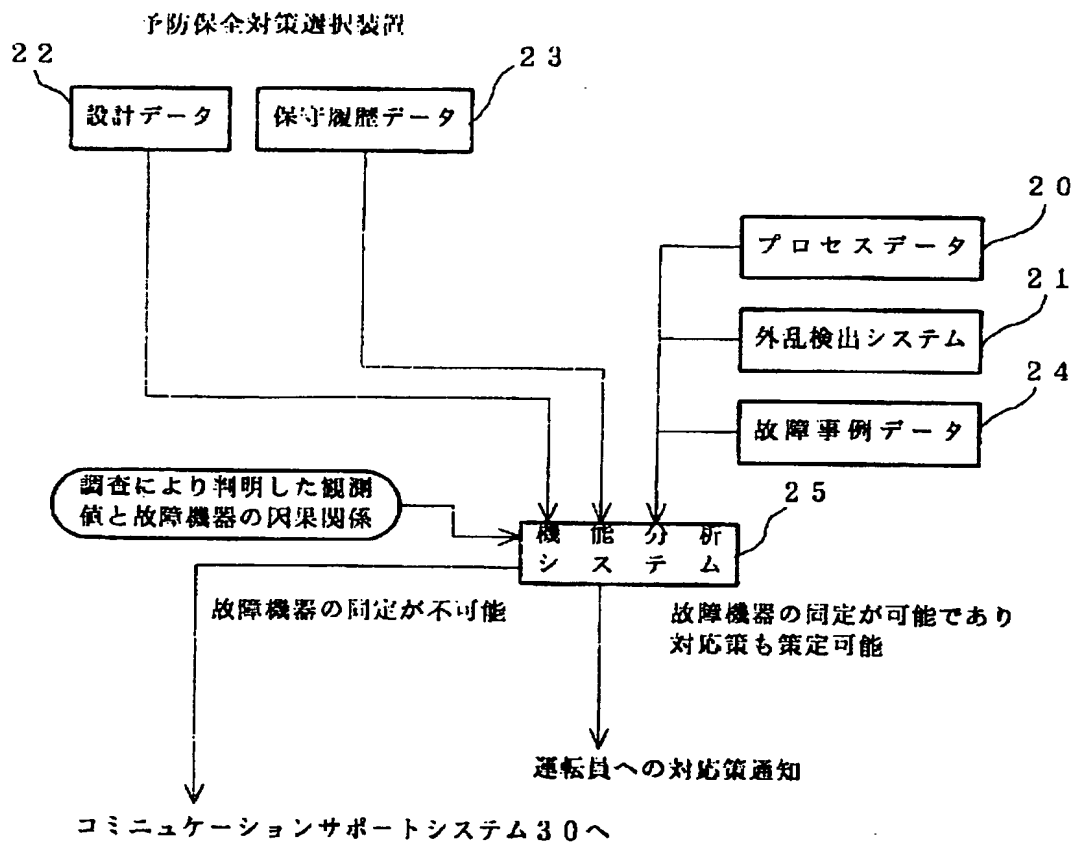 予防保全対策選択装置
22
23
設計データ
保守履歴データ
20
プロセスデータ
21
外乱検出システム
24
故障事例データ
調査により判明した観測
値と故障機器の因果関係
25
機能分析
システム
故障機器の同定が不可能
故障機器の同定が可能であり
対応策も策定可能
運転員への対応策通知
コミニュケーションサポートシステム30へ